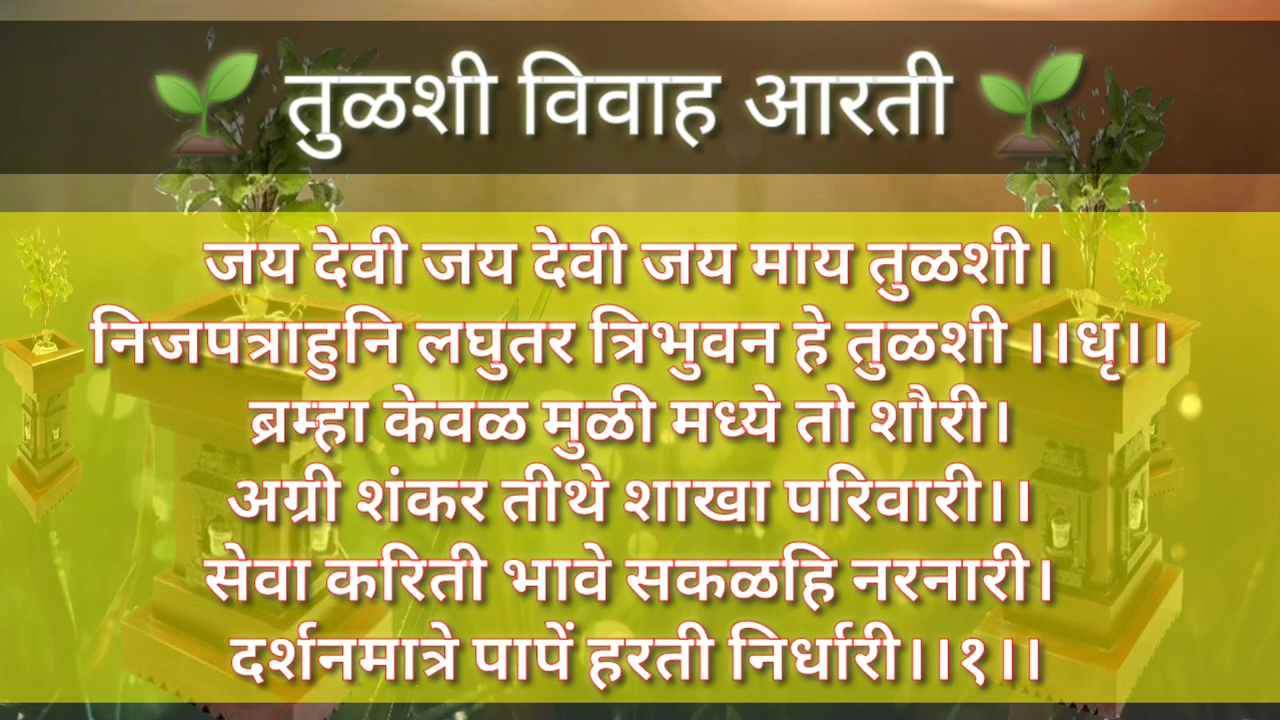 तुळशी विवाह आरती
जय देवी जय देवी जय माय तुळशी।
निजपत्राहुनि लघुतर त्रिभुवन हे तुळशी ।।धृ।।
ब्रम्हा केवळ मुळी मध्ये तो शौरी।
अग्री शंकर तीथे शाखा परिवारी।।
सेवा करिती भावे सकळहि नरनारी।
दर्शनमात्रे पापें हरती निर्धारी।।१।।